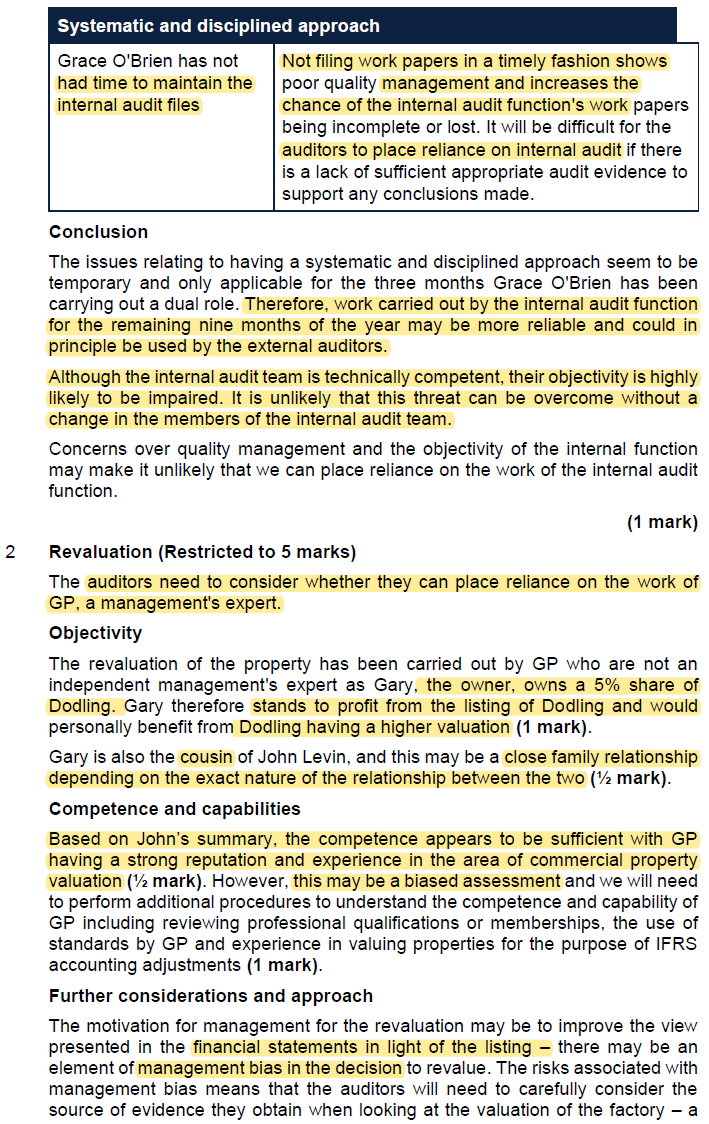 Systematic and disciplined approach
Grace O'Brien has not
had time to maintain the
internal audit files
Not filing work papers in a timely fashion shows
poor quality management and increases the
chance of the internal audit function's work papers
being incomplete or lost. It will be difficult for the
auditors to place reliance on internal audit if there
is a lack of sufficient appropriate audit evidence to
support any conclusions made.
Conclusion
The issues relating to having a systematic and disciplined approach seem to be
temporary and only applicable for the three months Grace O'Brien has been
carrying out a dual role. Therefore, work carried out by the internal audit function
for the remaining nine months of the year may be more reliable and could in
principle be used by the external auditors.
Although the internal audit team is technically competent, their objectivity is highly
likely to be impaired. It is unlikely that this threat can be overcome without a
change in the members of the internal audit team.
Concerns over quality management and the objectivity of the internal function
may make it unlikely that we can place reliance on the work of the internal audit
function.
(1 mark)
2 Revaluation (Restricted to 5 marks)
The auditors need to consider whether they can place reliance on the work of
GP, a management's expert.
Objectivity
The revaluation of the property has been carried out by GP who are not an
independent management's expert as Gary, the owner, owns a 5% share of
Dodling. Gary therefore stands to profit from the listing of Dodling and would
personally benefit from Dodling having a higher valuation (1 mark).
Gary is also the cousin of John Levin, and this may be a close family relationship
depending on the exact nature of the relationship between the two (½ mark).
Competence and capabilities
Based on John's summary, the competence appears to be sufficient with GP
having a strong reputation and experience in the area of commercial property
valuation (½ mark). However, this may be a biased assessment and we will need
to perform additional procedures to understand the competence and capability of
GP including reviewing professional qualifications or memberships, the use of
standards by GP and experience in valuing properties for the purpose of IFRS
accounting adjustments (1 mark).
Further considerations and approach
The motivation for management for the revaluation may be to improve the view
presented in the financial statements in light of the listing – there may be an
element of management bias in the decision to revalue. The risks associated with
management bias means that the auditors will need to carefully consider the
source of evidence they obtain when looking at the valuation of the factory – a